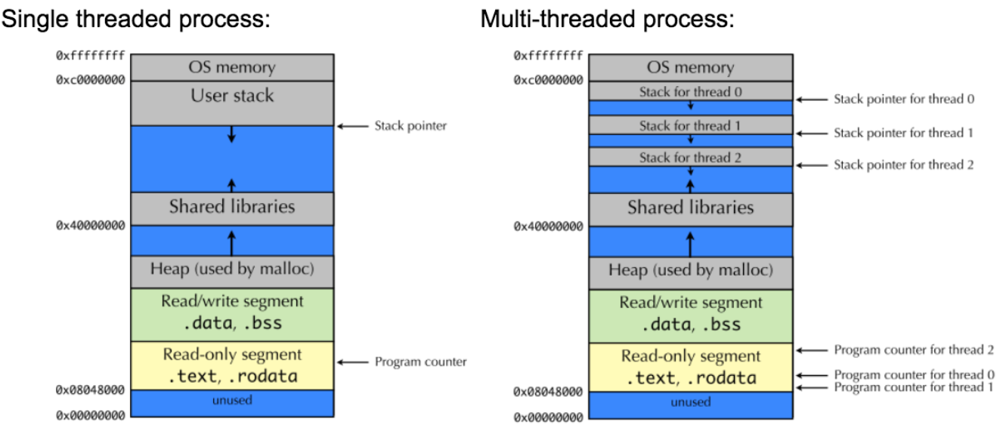 Single threaded process:
0xffffffff
OS memory
0xc0000000
User stack
Stack pointer
Shared libraries
0x40000000
Heap (used by malloc)
Read/write segment
.data, .bss
Read-only segment
.text, .rodata
Program counter
0x08048000
unused
0x00000000
Multi-threaded process:
0xffffffff
OS memory
0xc0000000
Stack for thread 0
Stack pointer for thread 0
Stack for thread 1
Stack pointer for thread 1
Stack for thread 2
Stack pointer for thread 2
Shared libraries
0x40000000
Heap (used by malloc)
Read/write segment
.data, .bss
Read-only segment
.text, .rodata
Program counter for thread 2
Program counter for thread 0
Program counter for thread 1
0x08048000
unused
0x00000000